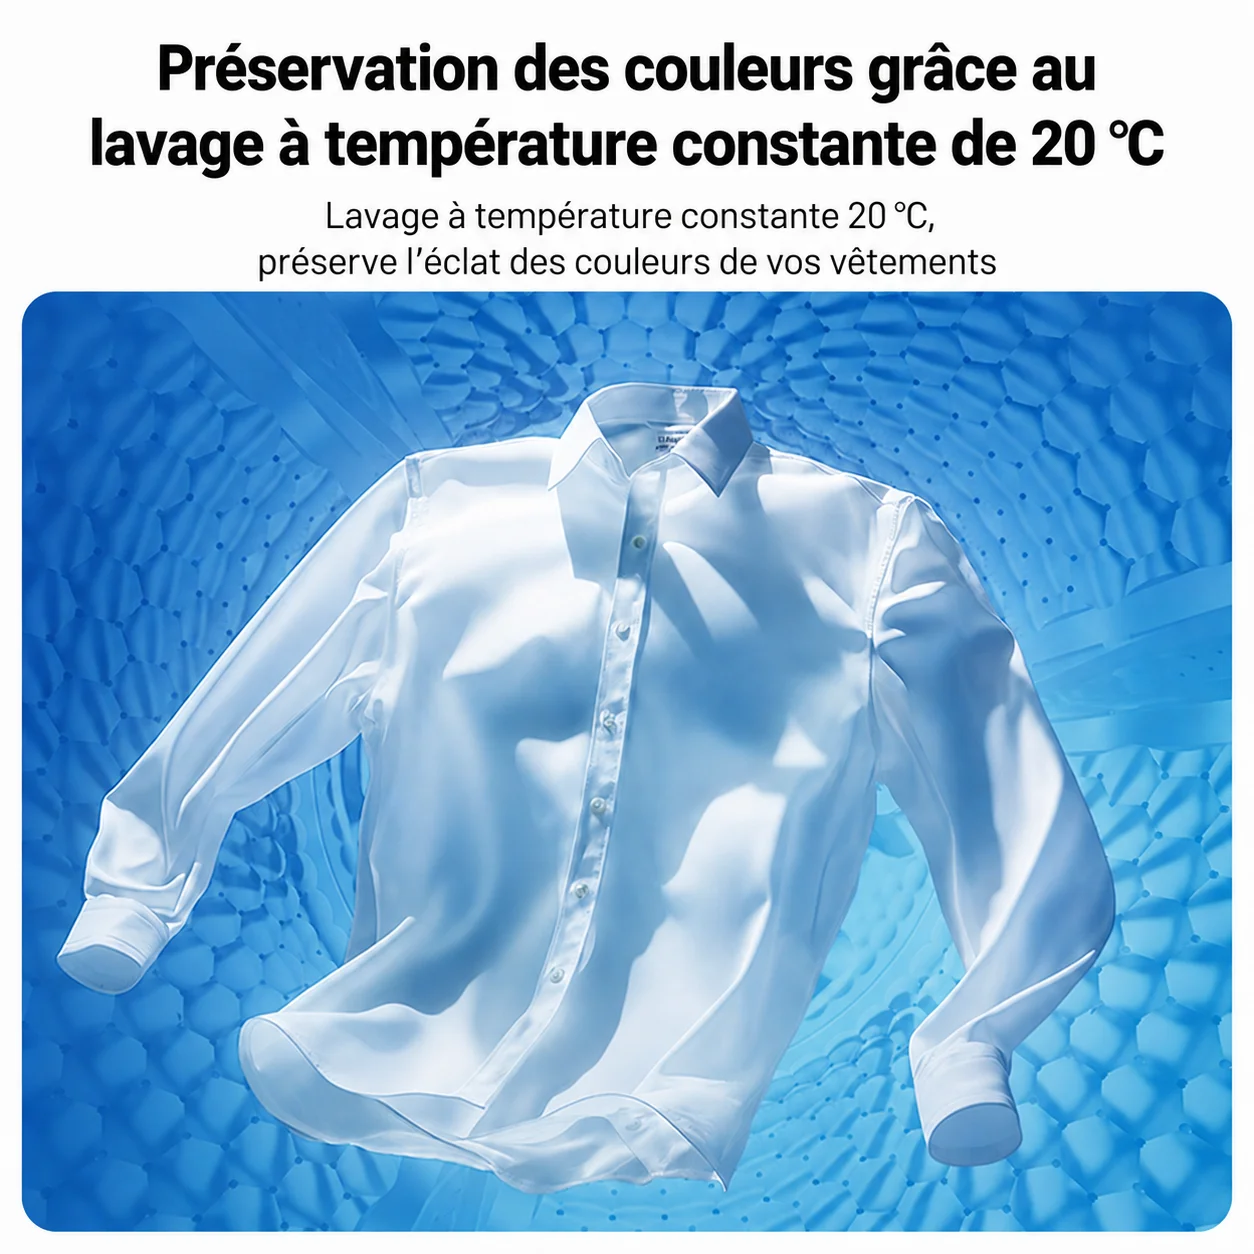 Préservation des couleurs grâce au
lavage à température constante de 20 °C
Lavage à température constante 20 °C,
préserve l’éclat des couleurs de vos vêtements